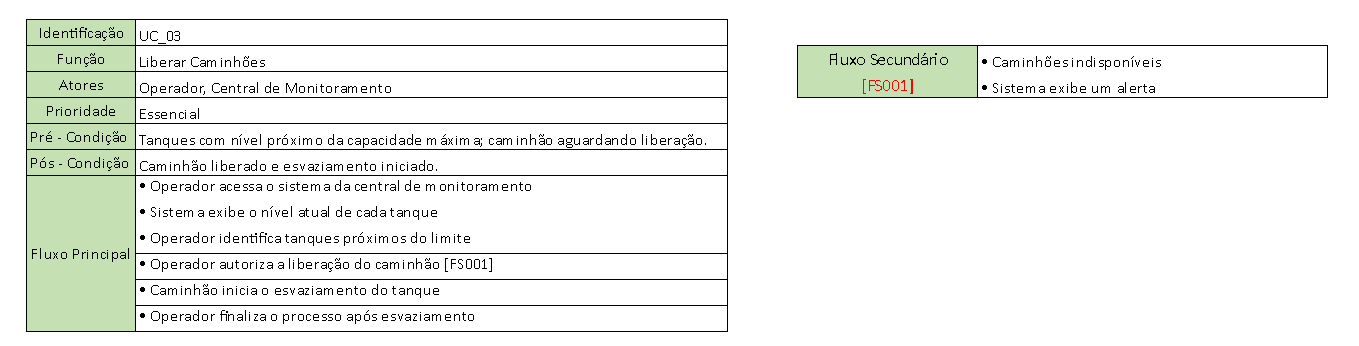 Identificação UC_03
Função Liberar Caminhões
Atores Operador, Central de Monitoramento
Prioridade Essencial
Pré - Condição Tanques com nível próximo da capacidade máxima; caminhão aguardando liberação.
Pós - Condição Caminhão liberado e esvaziamento iniciado.
Fluxo Principal
• Operador acessa o sistema da central de monitoramento
• Sistema exibe o nível atual de cada tanque
• Operador identifica tanques próximos do limite
• Operador autoriza a liberação do caminhão [FS001]
• Caminhão inicia o esvaziamento do tanque
• Operador finaliza o processo após esvaziamento
Fluxo Secundário • Caminhões indisponíveis
[FS001] • Sistema exibe um alerta